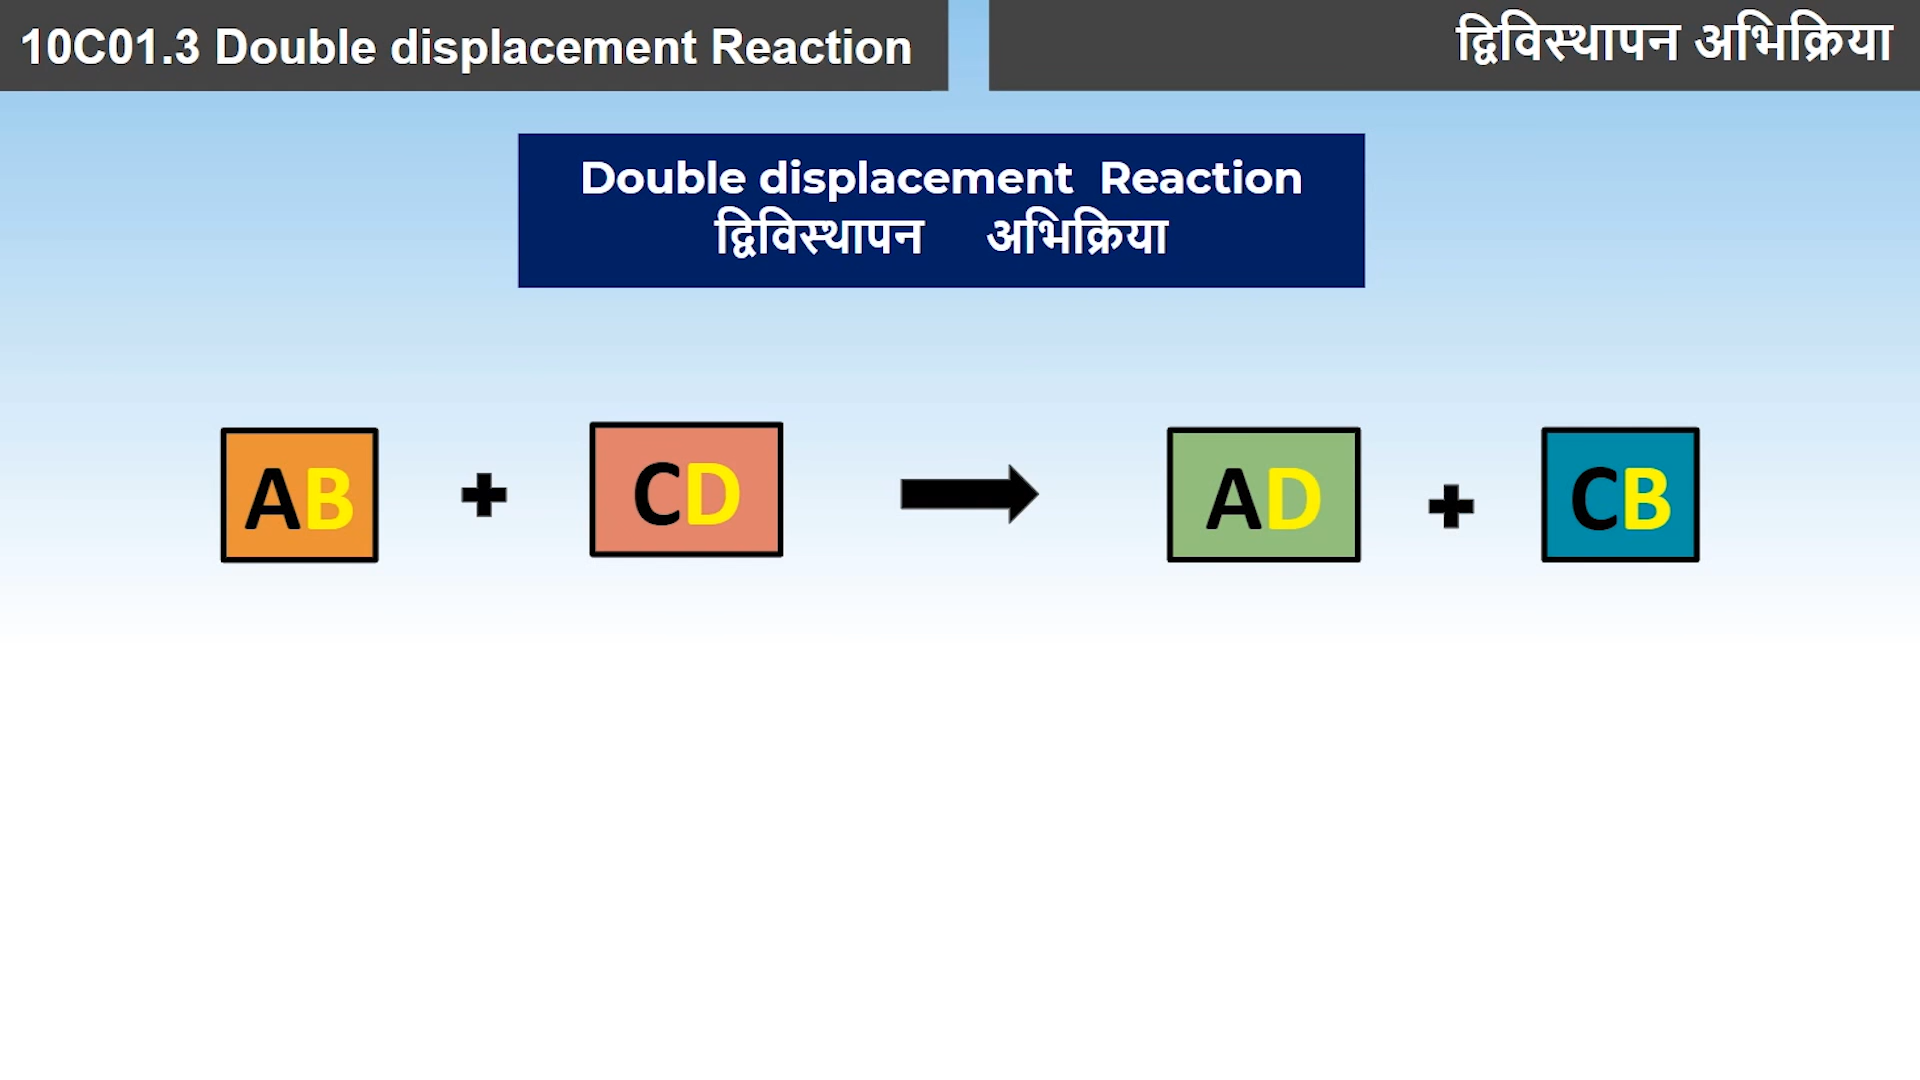 10C01.3 Double displacement Reaction
द्विविस्थापन अभिक्रिया
Double displacement Reaction
द्विविस्थापन अभिक्रिया
AB + CD → AD + CB